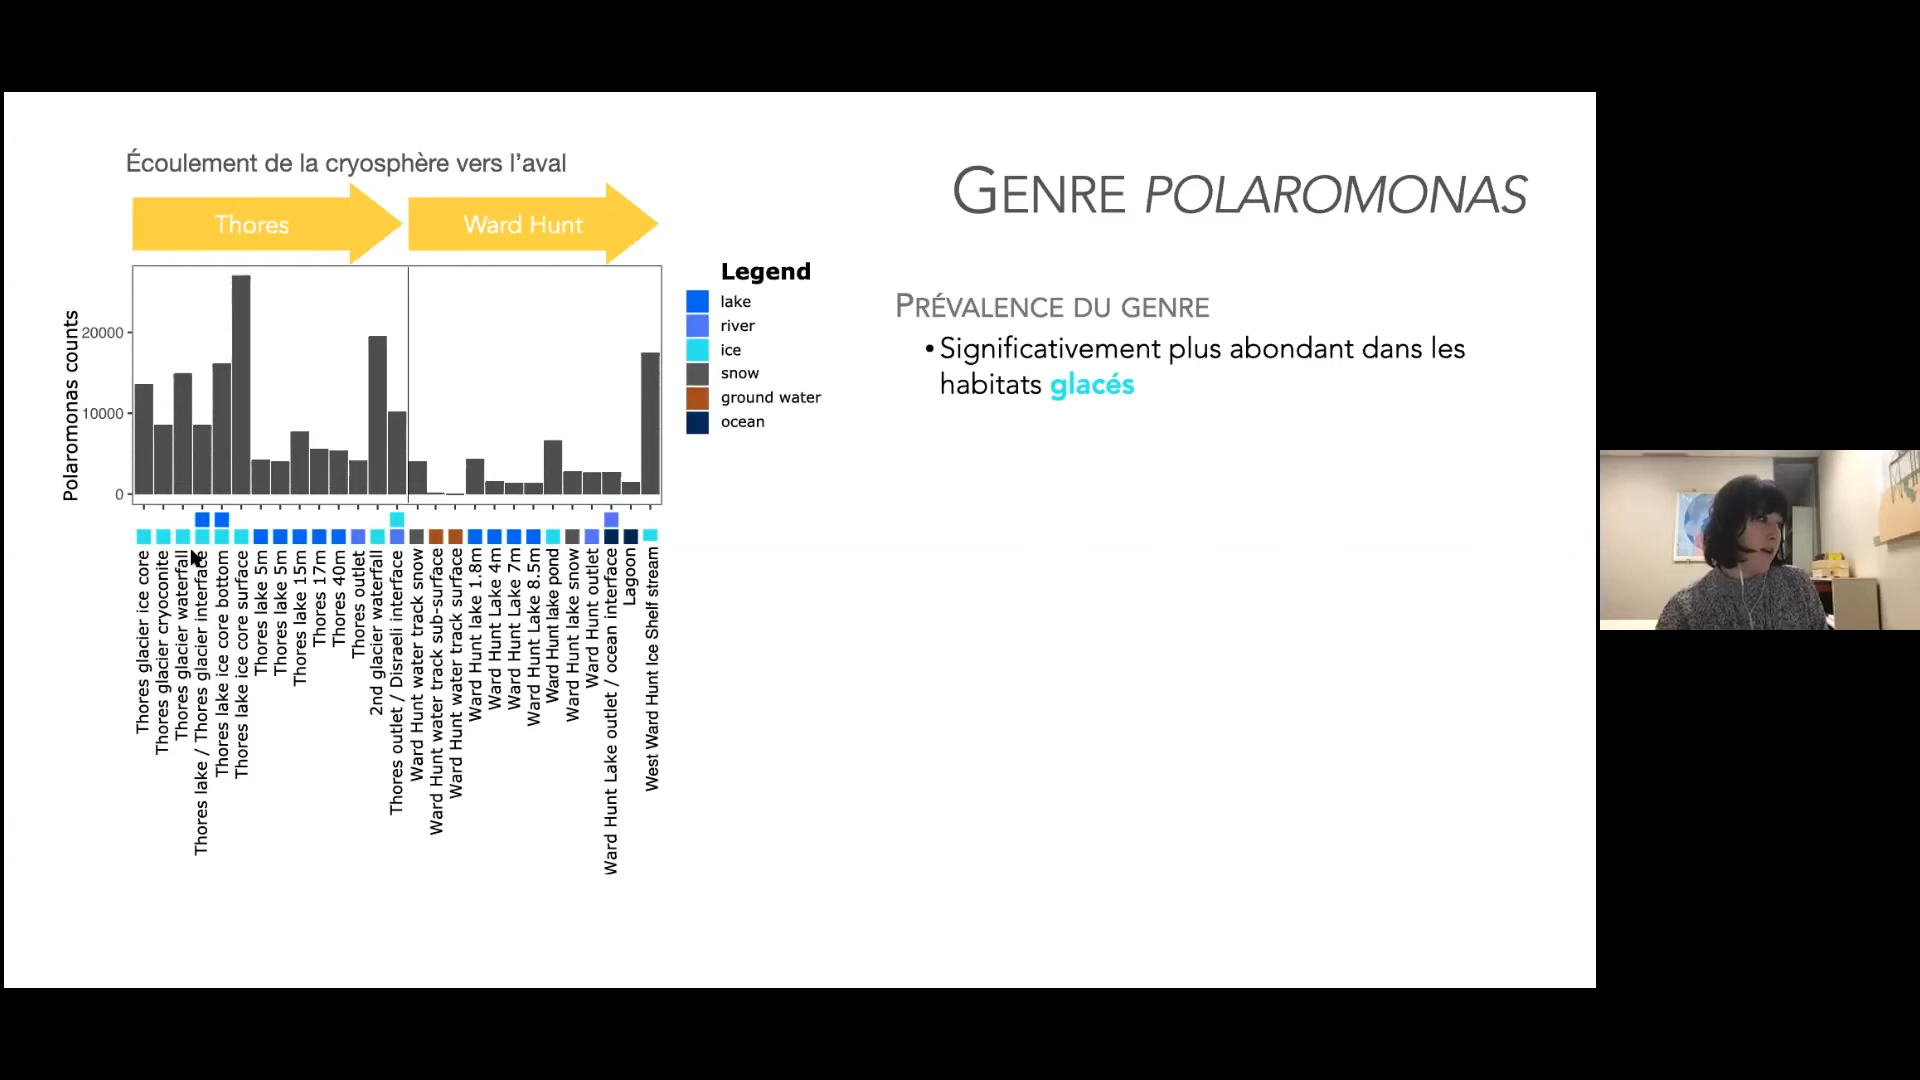 Écoulement de la cryosphère vers l'aval
Thores
Ward Hunt
GENRE POLAROMONAS
PRÉVALENCE DU GENRE
• Significativement plus abondant dans les
habitats glacés
Polaromonas counts
20000
10000
0
Legend
lake
river
ice
snow
ground water
ocean
Thores glacier ice core
Thores glacier cryoconite
Thores glacier waterfall
Thores lake / Thores glacier interface
Thores lake ice core bottom
Thores lake ice core surface
Thores lake 5m
Thores lake 5m
Thores lake 15m
Thores 17m
Thores 40m
Thores outlet
2nd glacier waterfall
Thores outlet / Disraeli interface
Ward Hunt water track snow
Ward Hunt water track sub-surface
Ward Hunt water track surface
Ward Hunt lake 1.8m
Ward Hunt Lake 4m
Ward Hunt Lake 7m
Ward Hunt Lake 8.5m
Ward Hunt lake pond
Ward Hunt lake snow
Ward Hunt outlet
Ward Hunt Lake outlet / ocean interface
Lagoon
West Ward Hunt Ice Shelf stream